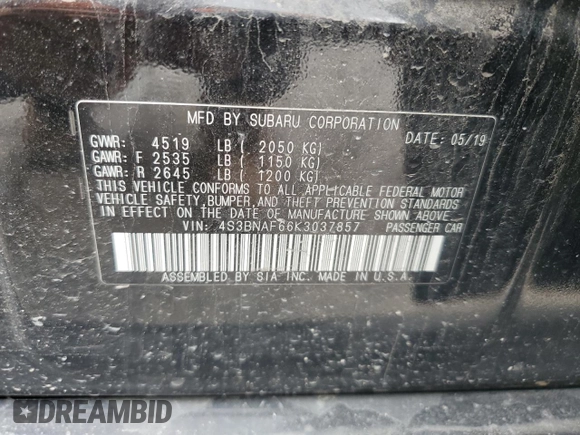 MFD BY SUBARU CORPORATION
DATE: 05/19
GVWR: 4519 LB ( 2050 KG)
GAWR: F 2535 LB ( 1150 KG)
GAWR: R 2645 LB ( 1200 KG)
THIS VEHICLE CONFORMS TO ALL APPLICABLE FEDERAL MOTOR
VEHICLE SAFETY, BUMPER, AND THEFT PREVENTION STANDARDS
IN EFFECT ON THE DATE OF MANUFACTURE SHOWN ABOVE.
VIN: 4S3BNAF66K3037857 PASSENGER CAR
ASSEMBLED BY SIA INC. MADE IN U.S.A.
DREAMBID